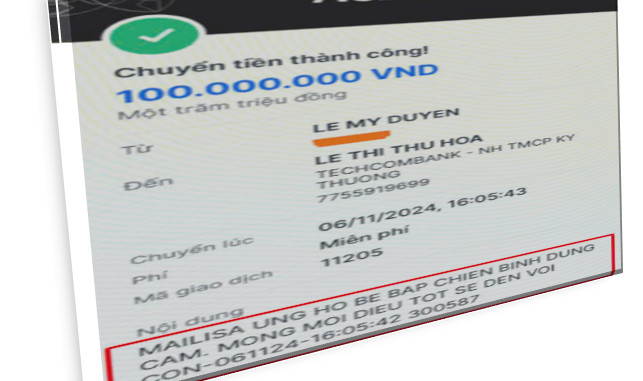 Chuyển tiền thành công!
100.000.000 VND
Một trăm triệu đồng
Từ
LE MY DUYEN
Đến
LE THI THU HOA
TECHCOMBANK - NH TMCP KY
THUONG
7755919699
Chuyển lúc
06/11/2024, 16:05:43
Phí
Miễn phí
Mã giao dịch
11205
Nội dung
MAILISA UNG HO BE BAP CHIEN BINH DUNG
CAM. MONG MOI DIEU TOT SE DEN VOI
CON-061124-16:05:42 300587